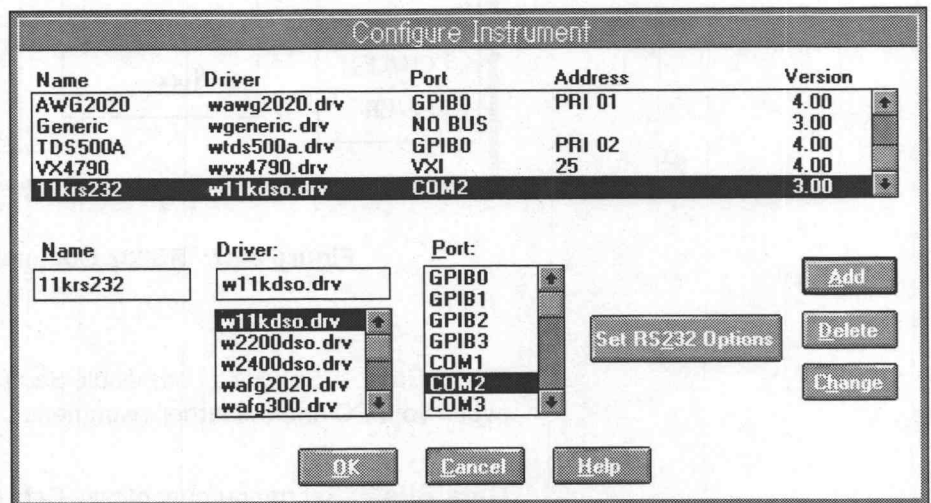 Configure Instrument
Name Driver Port Address Version
AWG2020 wawg2020.drv GPIB0 PRI 01 4.00
Generic wgeneric.drv NO BUS 3.00
TDS500A wtds500a.drv GPIB0 PRI 02 4.00
VX4790 wvx4790.drv VXI 25 4.00
11krs232 w11kdso.drv COM2 3.00
Name Driver: Port:
11krs232 w11kdso.drv
w11kdso.drv
w2200dso.drv
w2400dso.drv
wafg2020.drv
wafg300.drv
GPIB0
GPIB1
GPIB2
GPIB3
COM1
COM2
COM3
Set RS232 Options
Add
Delete
Change
OK Cancel Help